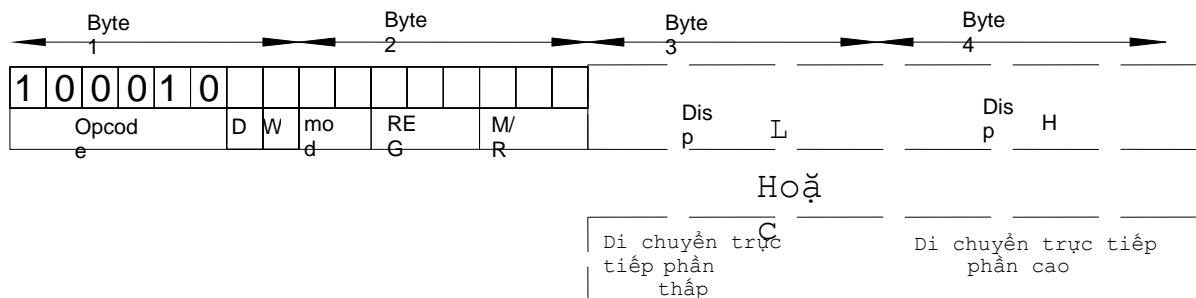 Byte 1 Byte 2 Byte 3 Byte 4
1 0 0 0 1 0
Opcode D W mod REG M/R Disp L Disp H
Hoặc
Di chuyển trực Di chuyển trực tiếp
tiếp phần phần cao
thấp